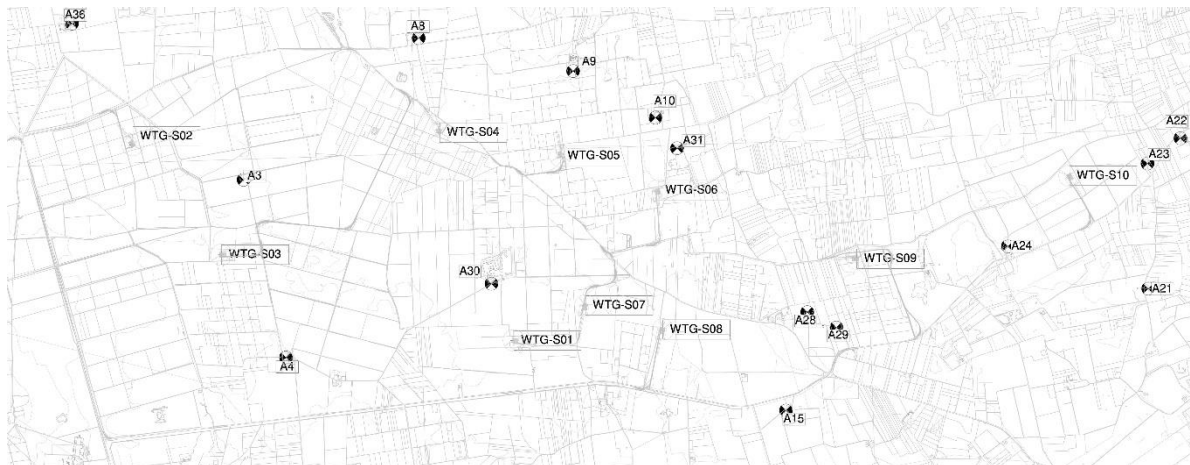 A36
A8
A9
A10
A22
WTG-S04
WTG-S02
A31
WTG-S05
A23
A3
WTG-S10
WTG-S06
A24
WTG-S03
WTG-S09
A30
A21
WTG-S07
A28
WTG-S08
A29
WTG-S01
A4
A15